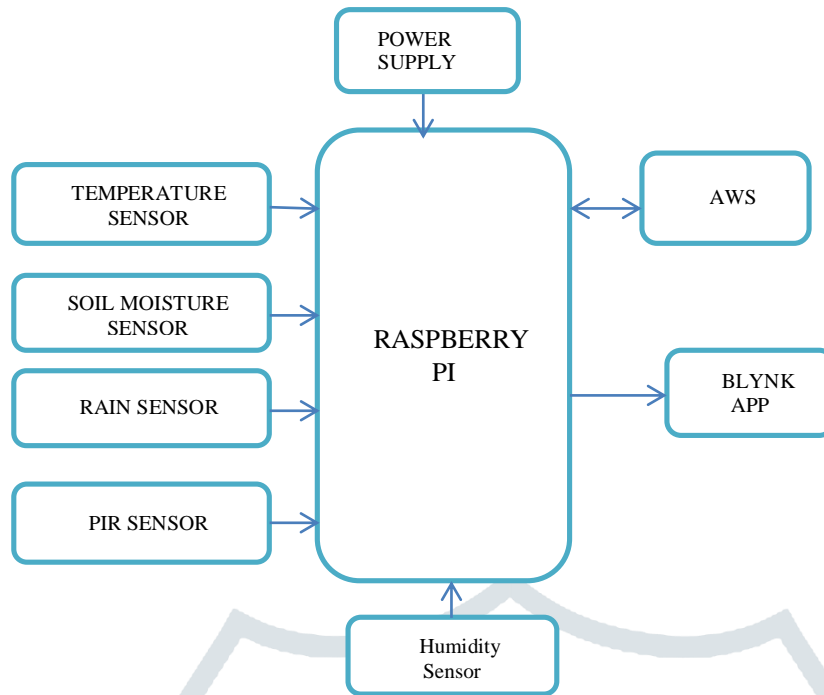 POWER
SUPPLY
TEMPERATURE
SENSOR
AWS
SOIL MOISTURE
SENSOR
RASPBERRY
PI
RAIN SENSOR
BLYNK
APP
PIR SENSOR
Humidity
Sensor